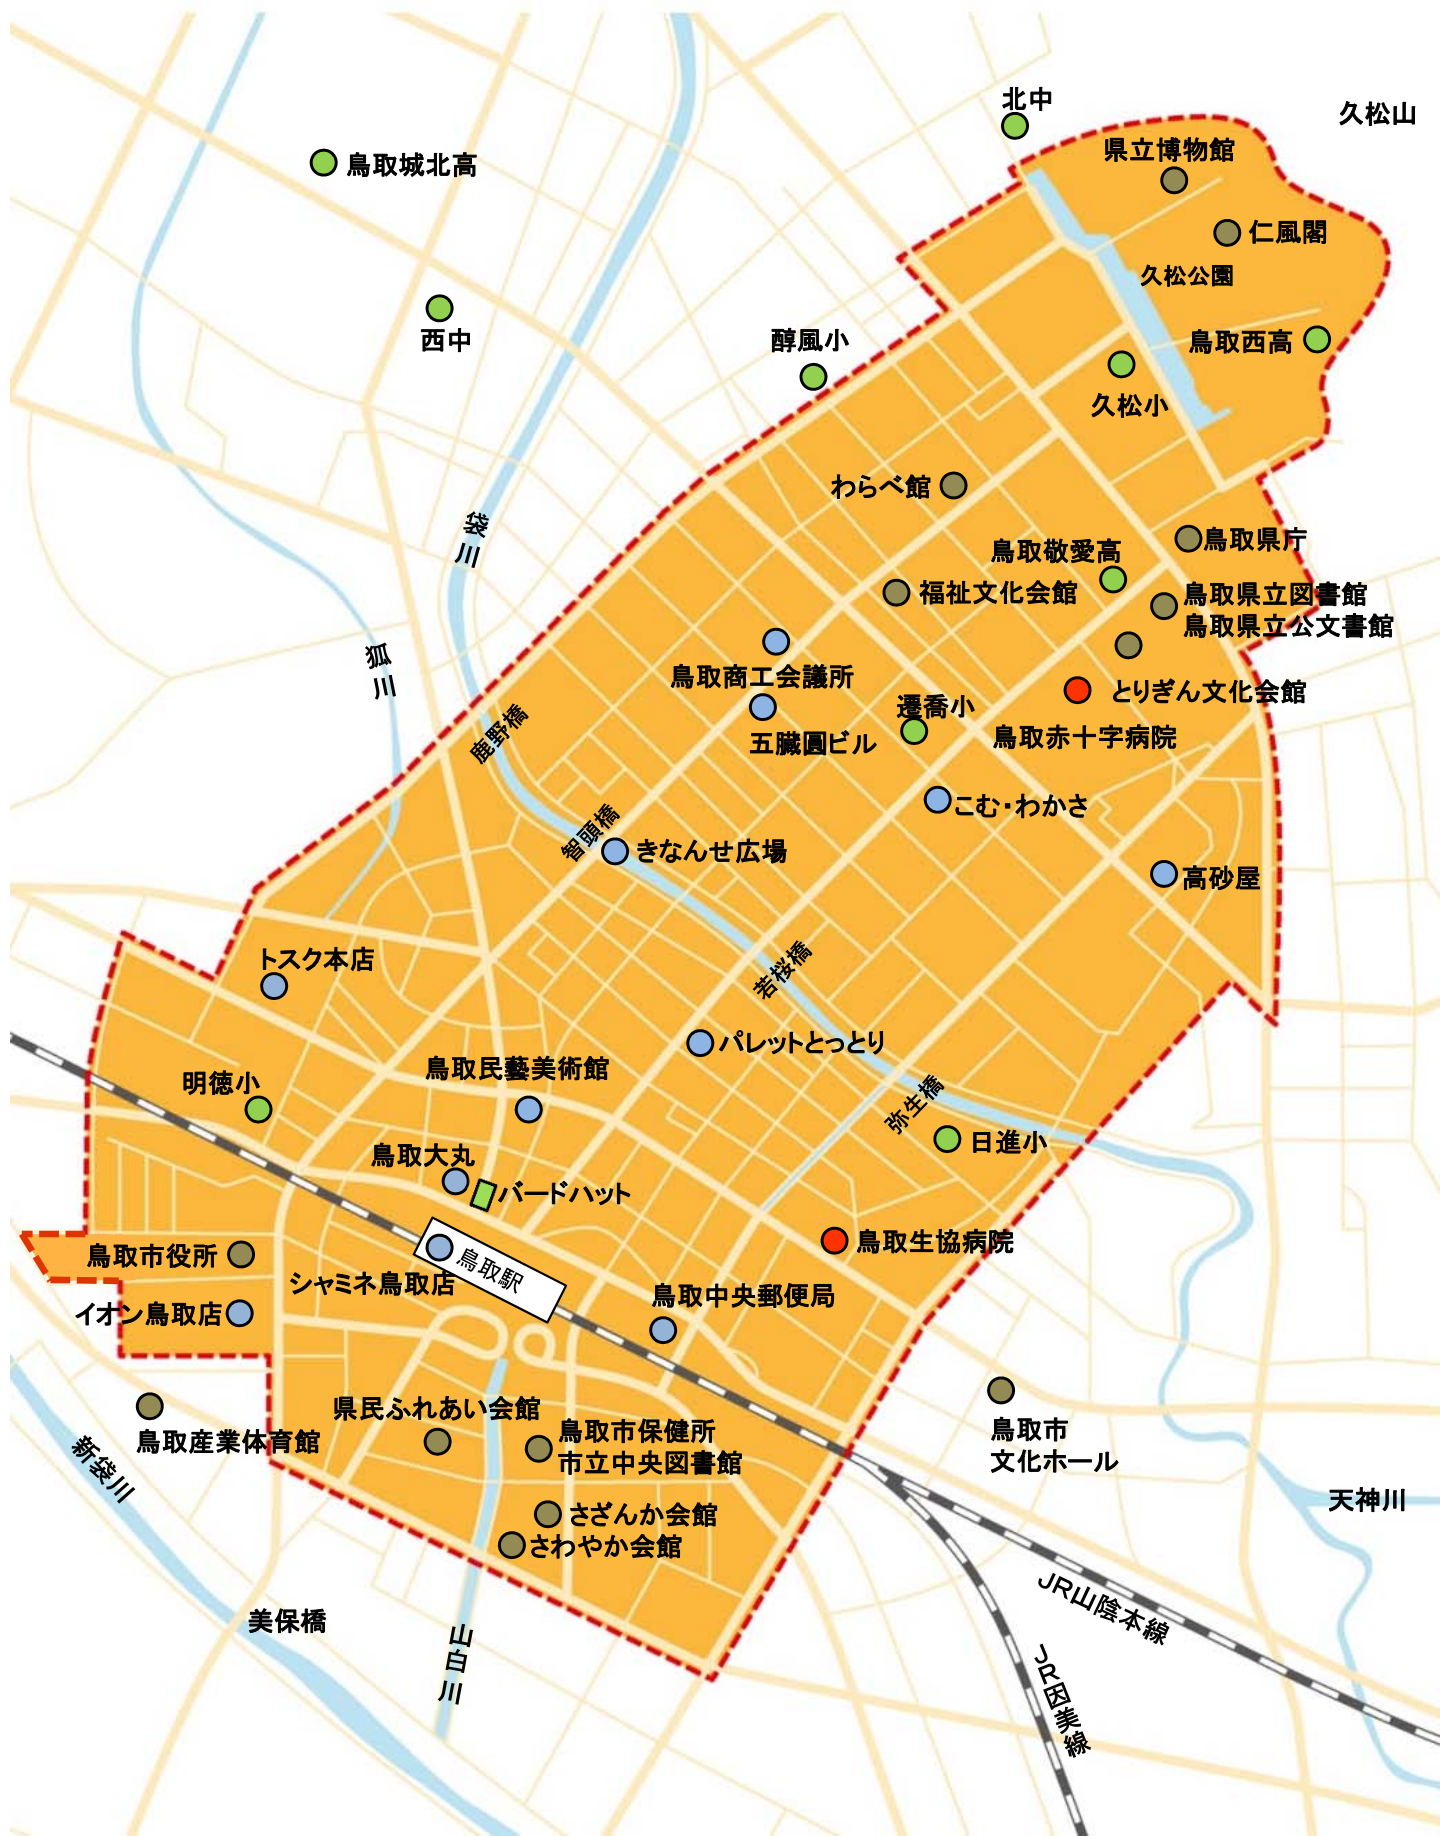 北中
久松山
県立博物館
鳥取城北高
仁風閣
久松公園
西中
醇風小
鳥取西高
久松小
わらべ館
袋川
鳥取県庁
鳥取敬愛高
福祉文化会館
鳥取県立図書館
鳥取県立公文書館
狐川
鳥取商工会議所
とりぎん文化会館
遷喬小
鹿野橋
五臓圓ビル
鳥取赤十字病院
こむ・わかさ
智頭橋
きなんせ広場
高砂屋
トスク本店
若桜橋
パレットとっとり
鳥取民藝美術館
明徳小
弥生橋
日進小
鳥取大丸
バードハット
鳥取市役所
鳥取生協病院
鳥取駅
シャミネ鳥取店
鳥取中央郵便局
イオン鳥取店
県民ふれあい会館
鳥取産業体育館
鳥取市保健所
市立中央図書館
鳥取市
文化ホール
新袋川
天神川
さざんか会館
さわやか会館
JR山陰本線
美保橋
山白川
JR因美線